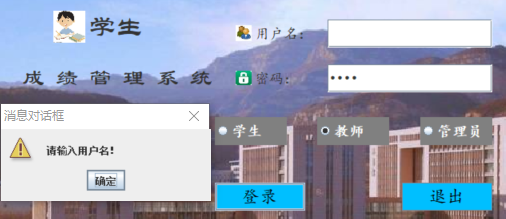 学生
成绩管理系统
用户名：
密码：
••••
学生
教师
管理员
登录
退出
消息对话框
请输入用户名!
确定